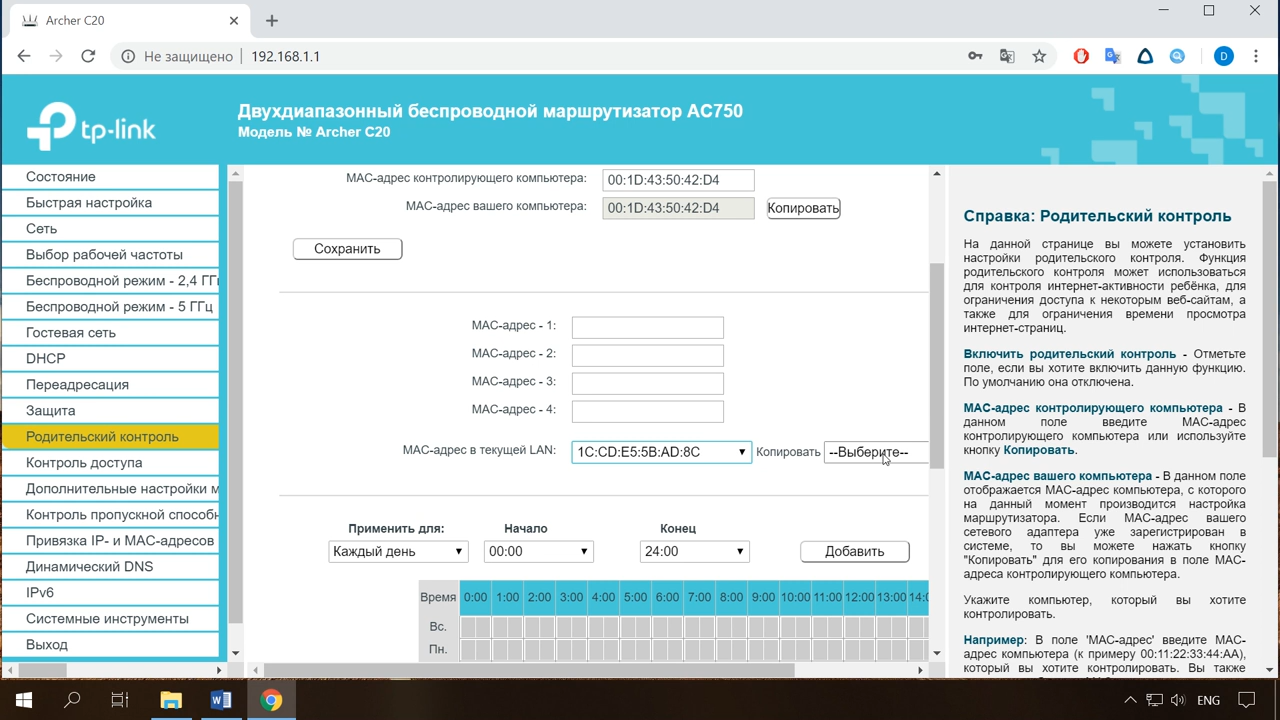 Archer C20
Не защищено
192.168.1.1
D
tp-link
Двухдиапазонный беспроводной маршрутизатор AC750
Модель № Archer C20
Состояние
Быстрая настройка
Сеть
Выбор рабочей частоты
Беспроводной режим - 2,4 ГГ
Беспроводной режим - 5 ГГц
Гостевая сеть
DHCP
Переадресация
Защита
Родительский контроль
Контроль доступа
Дополнительные настройки м
Контроль пропускной способн
Привязка IP- и MAC-адресов
Динамический DNS
IPv6
Системные инструменты
Выход
MAC-адрес контролирующего компьютера: 00:1D:43:50:42:D4
MAC-адрес вашего компьютера: 00:1D:43:50:42:D4 Копировать
Сохранить
MAC-адрес - 1:
MAC-адрес - 2:
MAC-адрес - 3:
MAC-адрес - 4:
MAC-адрес в текущей LAN: 1C:CD:E5:5B:AD:8C Копировать --Выберите--
Применить для: Начало Конец
Каждый день 00:00 24:00 Добавить
Время 0:00 1:00 2:00 3:00 4:00 5:00 6:00 7:00 8:00 9:00 10:00 11:00 12:00 13:00 14:0
Вс.
Пн.
Справка: Родительский контроль
На данной странице вы можете установить
настройки родительского контроля. Функция
родительского контроля может использоваться
для контроля интернет-активности ребёнка, для
ограничения доступа к некоторым веб-сайтам, а
также для ограничения времени просмотра
интернет-страниц.
Включить родительский контроль - Отметьте
поле, если вы хотите включить данную функцию.
По умолчанию она отключена.
MAC-адрес контролирующего компьютера - В
данном поле введите MAC-адрес
контролирующего компьютера или используйте
кнопку Копировать.
MAC-адрес вашего компьютера - В данном поле
отображается MAC-адрес компьютера, с которого
на данный момент производится настройка
маршрутизатора. Если MAC-адрес вашего
сетевого адаптера уже зарегистрирован в
системе, то вы можете нажать кнопку
"Копировать" для его копирования в поле MAC-
адреса контролирующего компьютера.
Укажите компьютер, который вы хотите
контролировать.
Например: В поле 'MAC-адрес' введите MAC-
адрес компьютера (к примеру 00:11:22:33:44:AA),
который вы хотите контролировать. Вы также
ENG